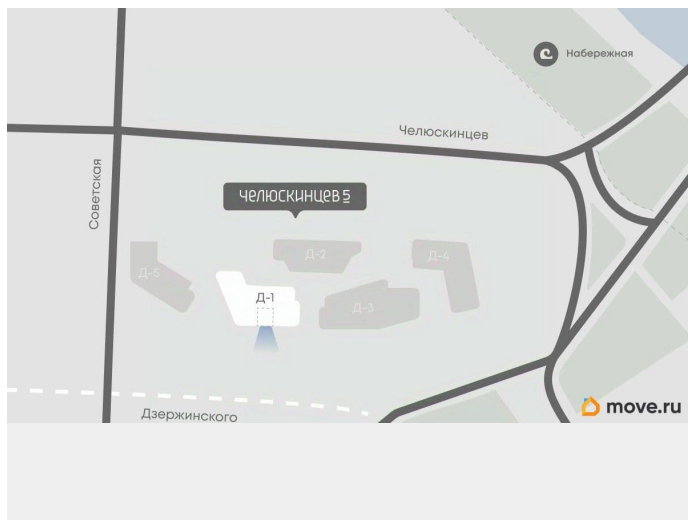 Набережная
Челюскинцев
Советская
челюскинцев 5
Д-2
Д-4
Д-5
Д-1
Д-3
Дзержинского
move.ru